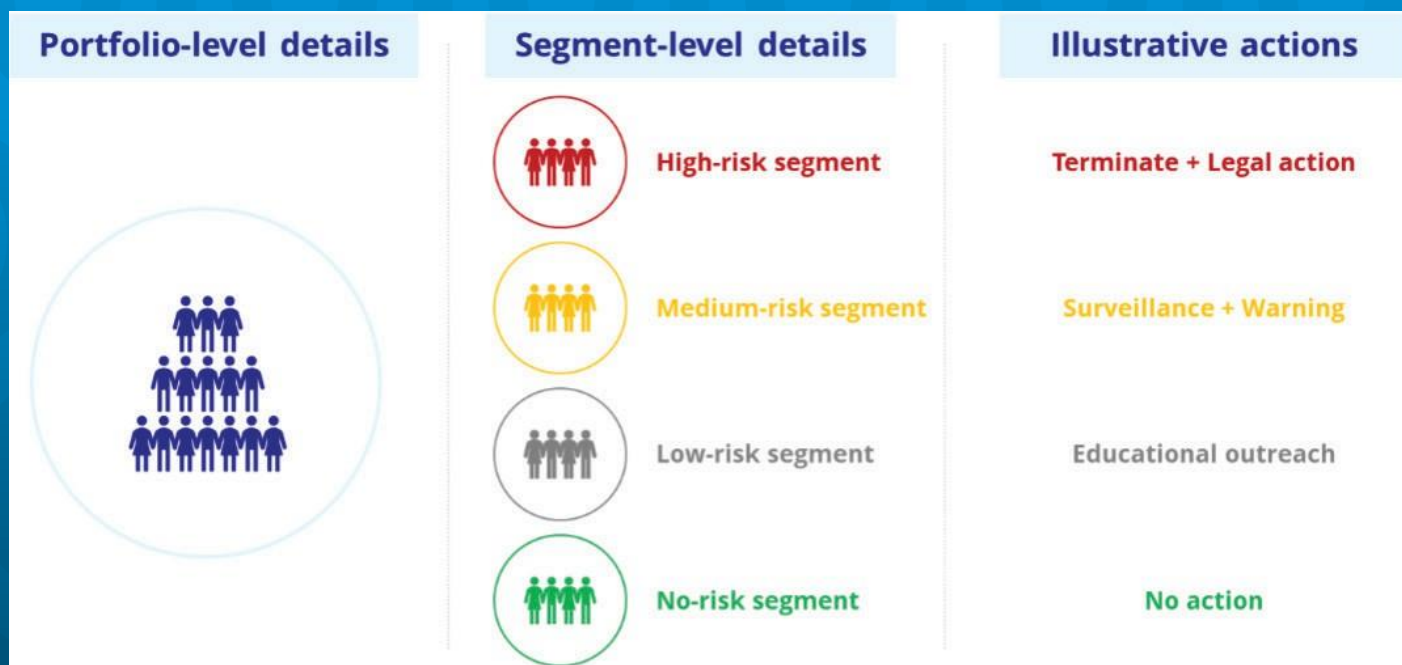 Portfolio-level details
Segment-level details
Illustrative actions
High-risk segment
Terminate + Legal action
Medium-risk segment
Surveillance + Warning
Low-risk segment
Educational outreach
No-risk segment
No action